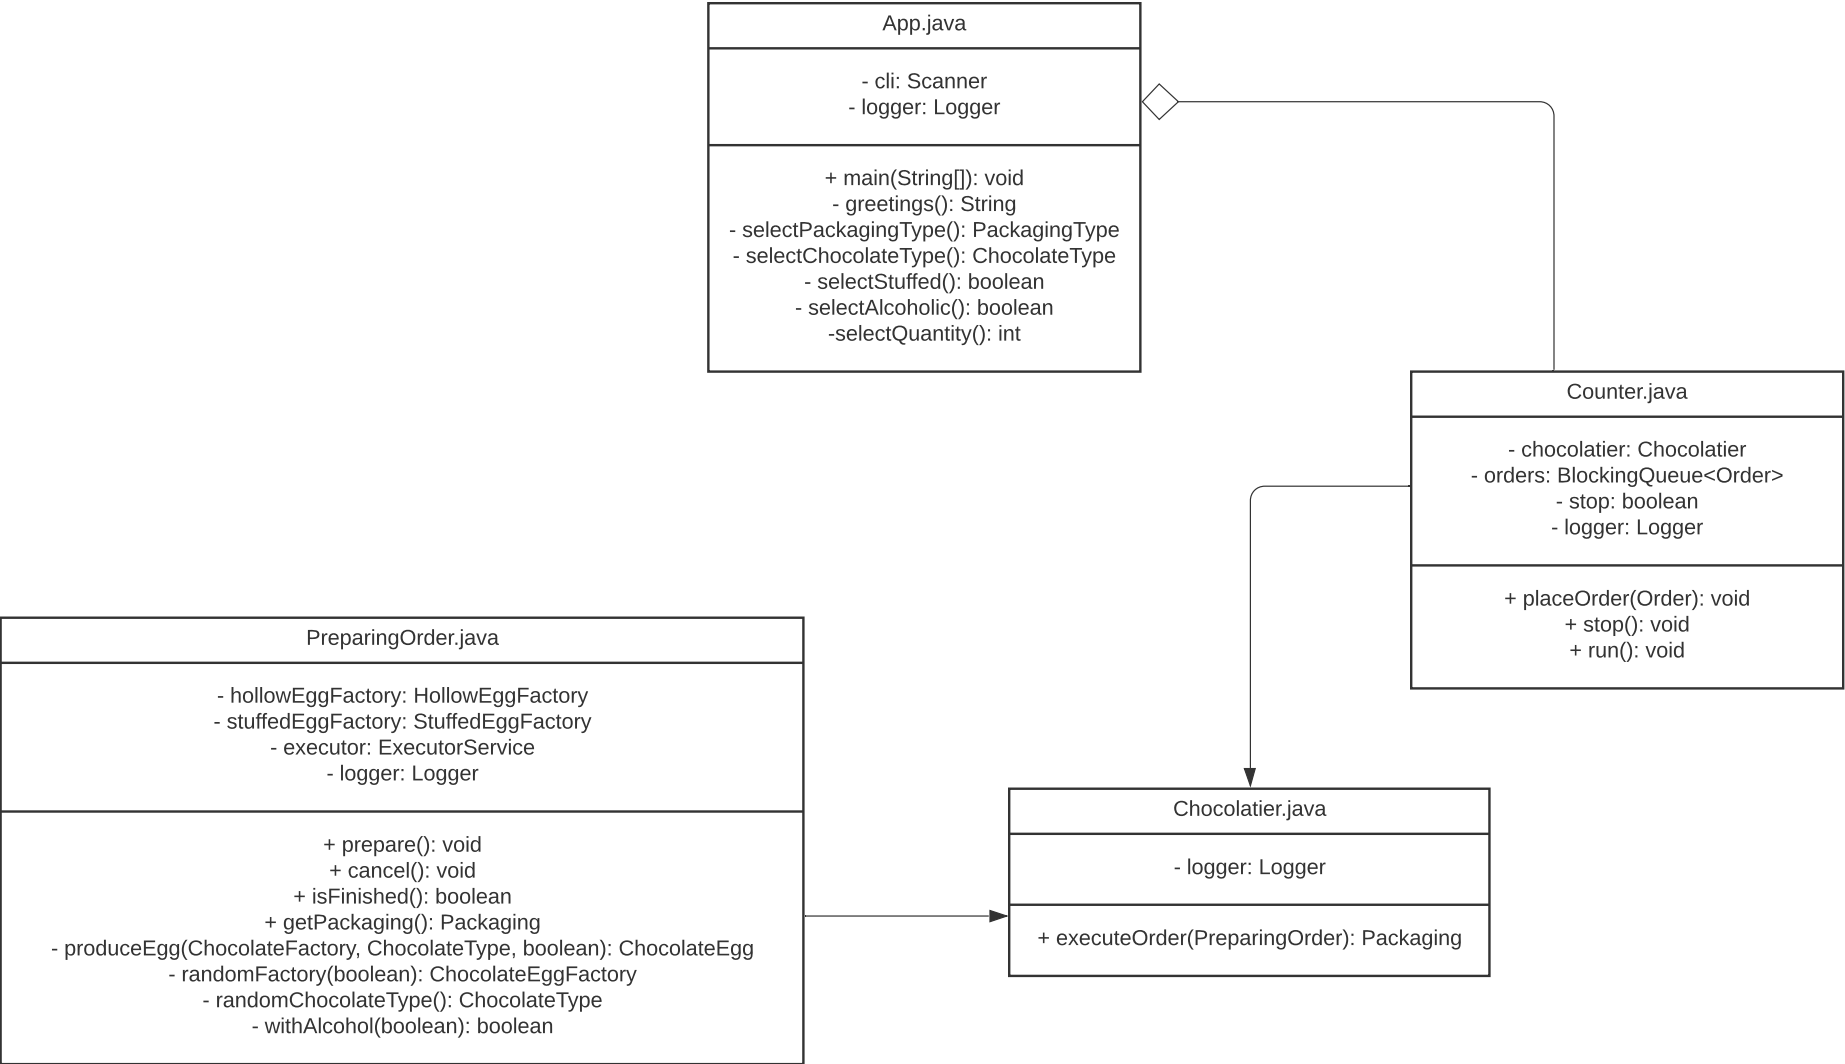 App.java
- cli: Scanner
- logger: Logger
+ main(String[]): void
- greetings(): String
- selectPackagingType(): PackagingType
- selectChocolateType(): ChocolateType
- selectStuffed(): boolean
- selectAlcoholic(): boolean
-selectQuantity(): int
Counter.java
- chocolatier: Chocolatier
- orders: BlockingQueue<Order>
- stop: boolean
- logger: Logger
+ placeOrder(Order): void
+ stop(): void
+ run(): void
PreparingOrder.java
- hollowEggFactory: HollowEggFactory
- stuffedEggFactory: StuffedEggFactory
- executor: ExecutorService
- logger: Logger
+ prepare(): void
+ cancel(): void
+ isFinished(): boolean
+ getPackaging(): Packaging
- produceEgg(ChocolateFactory, ChocolateType, boolean): ChocolateEgg
- randomFactory(boolean): ChocolateEggFactory
- randomChocolateType(): ChocolateType
- withAlcohol(boolean): boolean
Chocolatier.java
- logger: Logger
+ executeOrder(PreparingOrder): Packaging